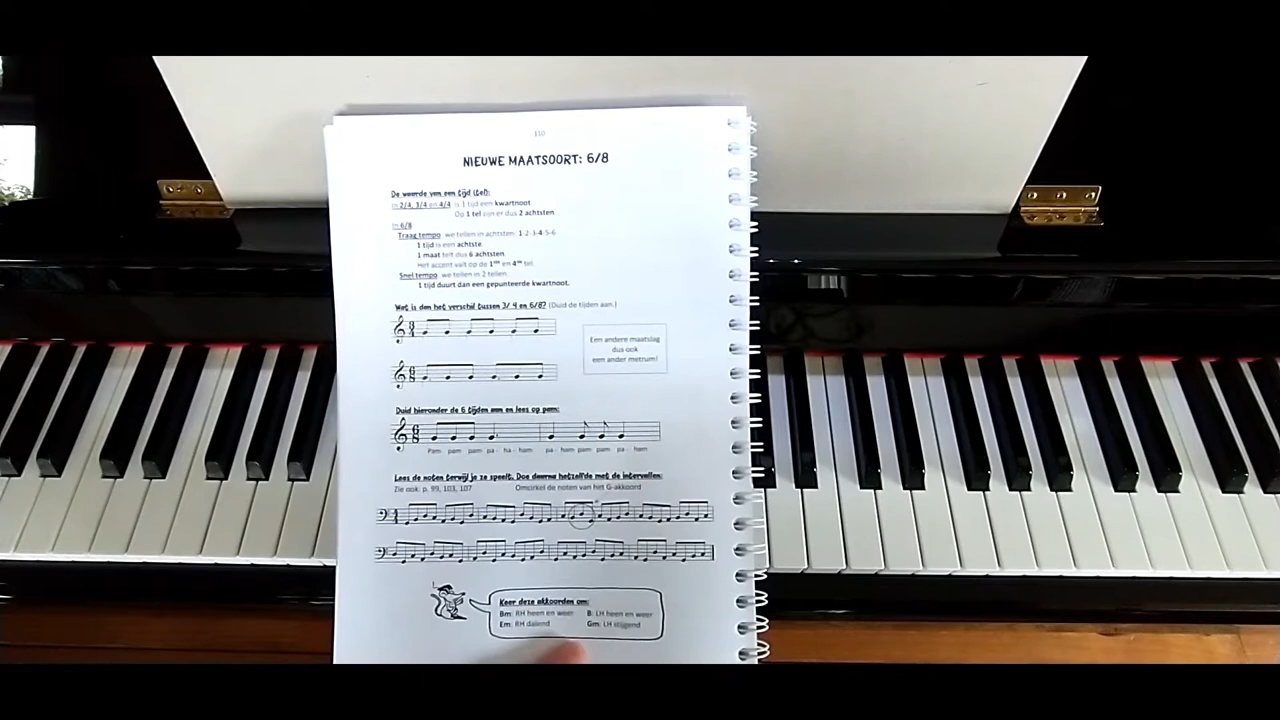 110
NIEUWE MAATSOORT: 6/8
De waarde van een tijd (tel):
In 2/4, 3/4 en 4/4 is 1 tijd een kwartnoot
Op 1 tel zijn er dus 2 achtsten
In 6/8
Traag tempo we tellen in achtsten: 1-2-3-4-5-6
1 tijd is een achtste.
1 maat telt dus 6 achtsten
Het accent valt op de 1ste en 4de tel.
Snel tempo we tellen in 2 tellen.
1 tijd duurt dan een gepunteerde kwartnoot.
Wat is dan het verschil tussen 3/ 4 en 6/8? (Duid de tijden aan.)
Een andere maatslag
dus ook
een ander metrum!
Duid hieronder de 6 tijden aan en lees op pam:
Pam pam pam pa - ha - ham pa - ham pam pam pa - ham
Lees de noten terwijl je ze speelt. Doe daarna hetzelfde met de intervallen:
Zie ook: p. 99, 103, 107 Omcirkel de noten van het G-akkoord
Keer deze akkoorden om:
Bm: RH heen en weer B: LH heen en weer
Em: RH dalend Gm: LH stijgend